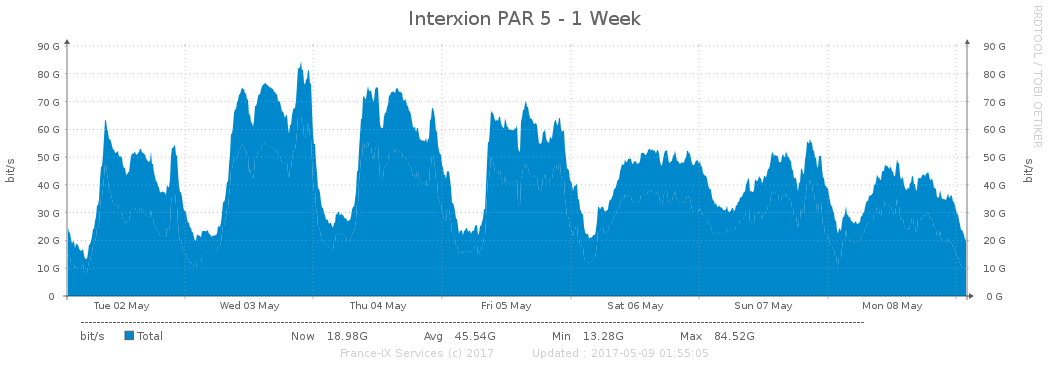 Interxion PAR 5 - 1 Week
RRDTOOL / TOBI OETIKER
bit/s
90 G 90 G
80 G 80 G
70 G 70 G
60 G 60 G
50 G 50 G
40 G 40 G
30 G 30 G
20 G 20 G
10 G 10 G
0 0 G
bit/s
Tue 02 May Wed 03 May Thu 04 May Fri 05 May Sat 06 May Sun 07 May Mon 08 May
bit/s Total Now 18.98G Avg 45.54G Min 13.28G Max 84.52G
France-IX Services (c) 2017 Updated : 2017-05-09 01:55:05